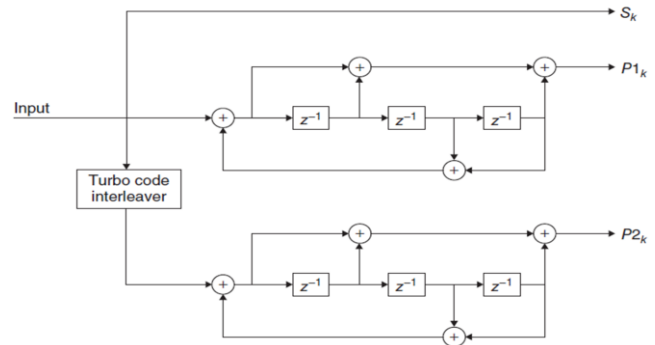 S_k
+
+
P1_k
Input
+
z^{-1}
z^{-1}
z^{-1}
+
Turbo code
interleaver
+
+
P2_k
+
z^{-1}
z^{-1}
z^{-1}
+